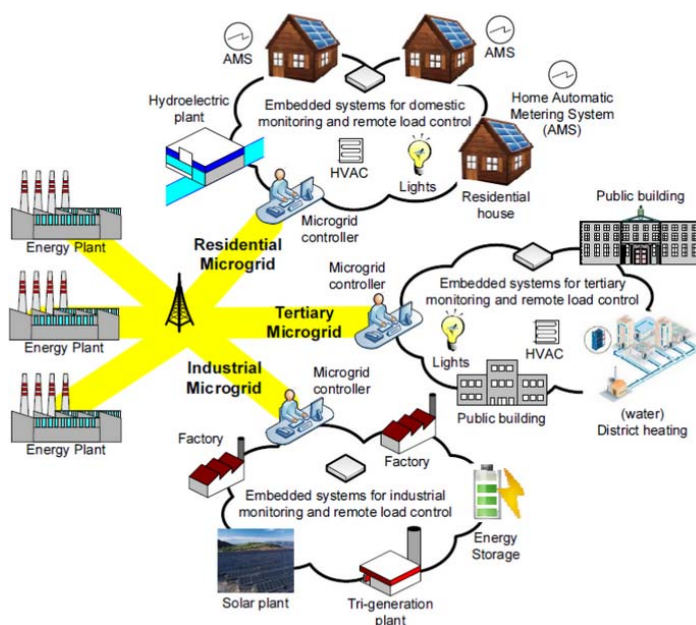 AMS
AMS
Home Automatic
Metering System
(AMS)
Hydroelectric
plant
Embedded systems for domestic
monitoring and remote load control
HVAC
Lights
Residential
house
Microgrid
controller
Residential
Microgrid
Energy Plant
Energy Plant
Energy Plant
Public building
Microgrid
controller
Embedded systems for tertiary
monitoring and remote load control
Tertiary
Microgrid
Lights
HVAC
Public building
(water)
District heating
Industrial
Microgrid
Microgrid
controller
Factory
Factory
Embedded systems for industrial
monitoring and remote load control
Energy
Storage
Solar plant
Tri-generation
plant